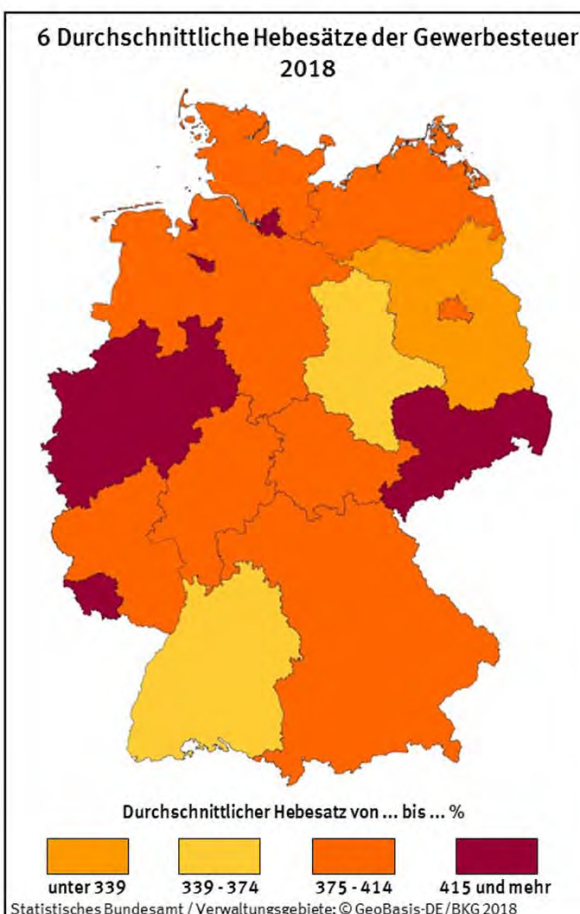 6 Durchschnittliche Hebesätze der Gewerbesteuer
2018
Durchschnittlicher Hebesatz von ... bis ... %
unter 339
339 - 374
375 - 414
415 und mehr
Statistisches Bundesamt / Verwaltungsgebiete: © GeoBasis-DE/BKG 2018